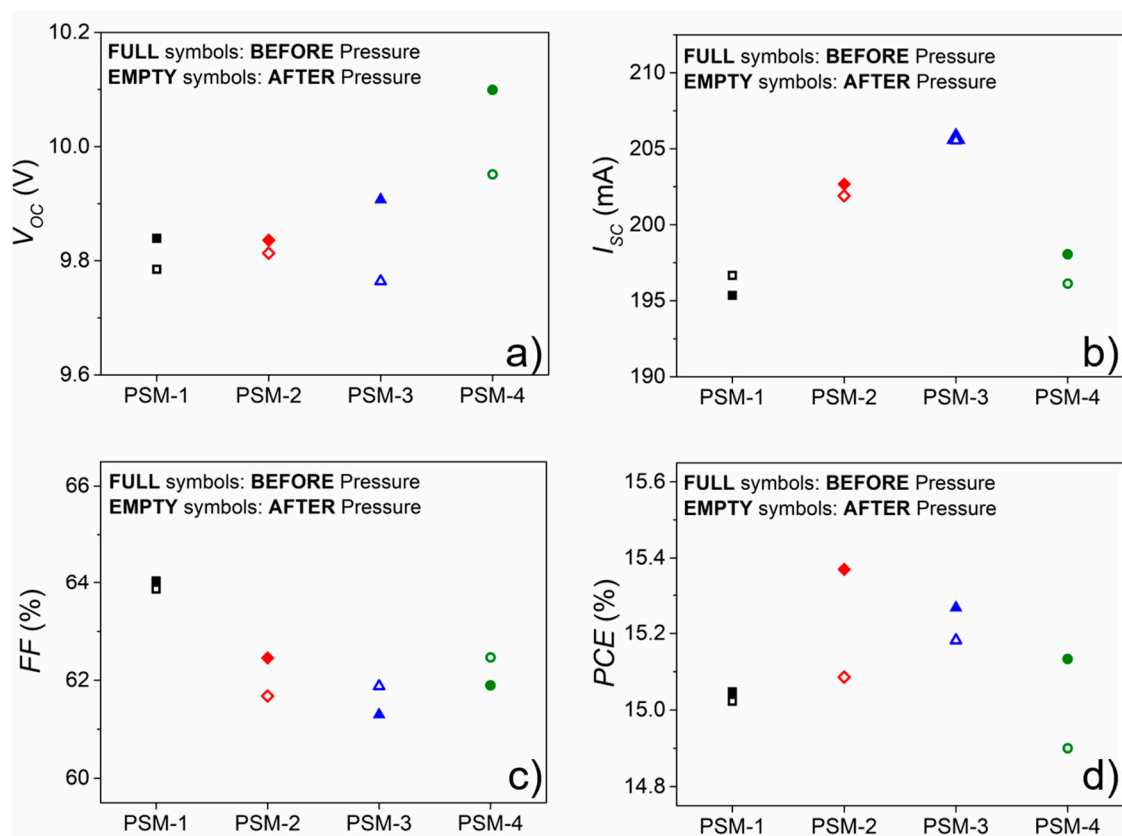 FULL symbols: BEFORE Pressure
EMPTY symbols: AFTER Pressure
10.2
10.0
9.8
9.6
V_OC (V)
PSM-1 PSM-2 PSM-3 PSM-4
a)
FULL symbols: BEFORE Pressure
EMPTY symbols: AFTER Pressure
210
205
200
195
190
I_SC (mA)
PSM-1 PSM-2 PSM-3 PSM-4
b)
FULL symbols: BEFORE Pressure
EMPTY symbols: AFTER Pressure
66
64
62
60
FF (%)
PSM-1 PSM-2 PSM-3 PSM-4
c)
FULL symbols: BEFORE Pressure
EMPTY symbols: AFTER Pressure
15.6
15.4
15.2
15.0
14.8
PCE (%)
PSM-1 PSM-2 PSM-3 PSM-4
d)